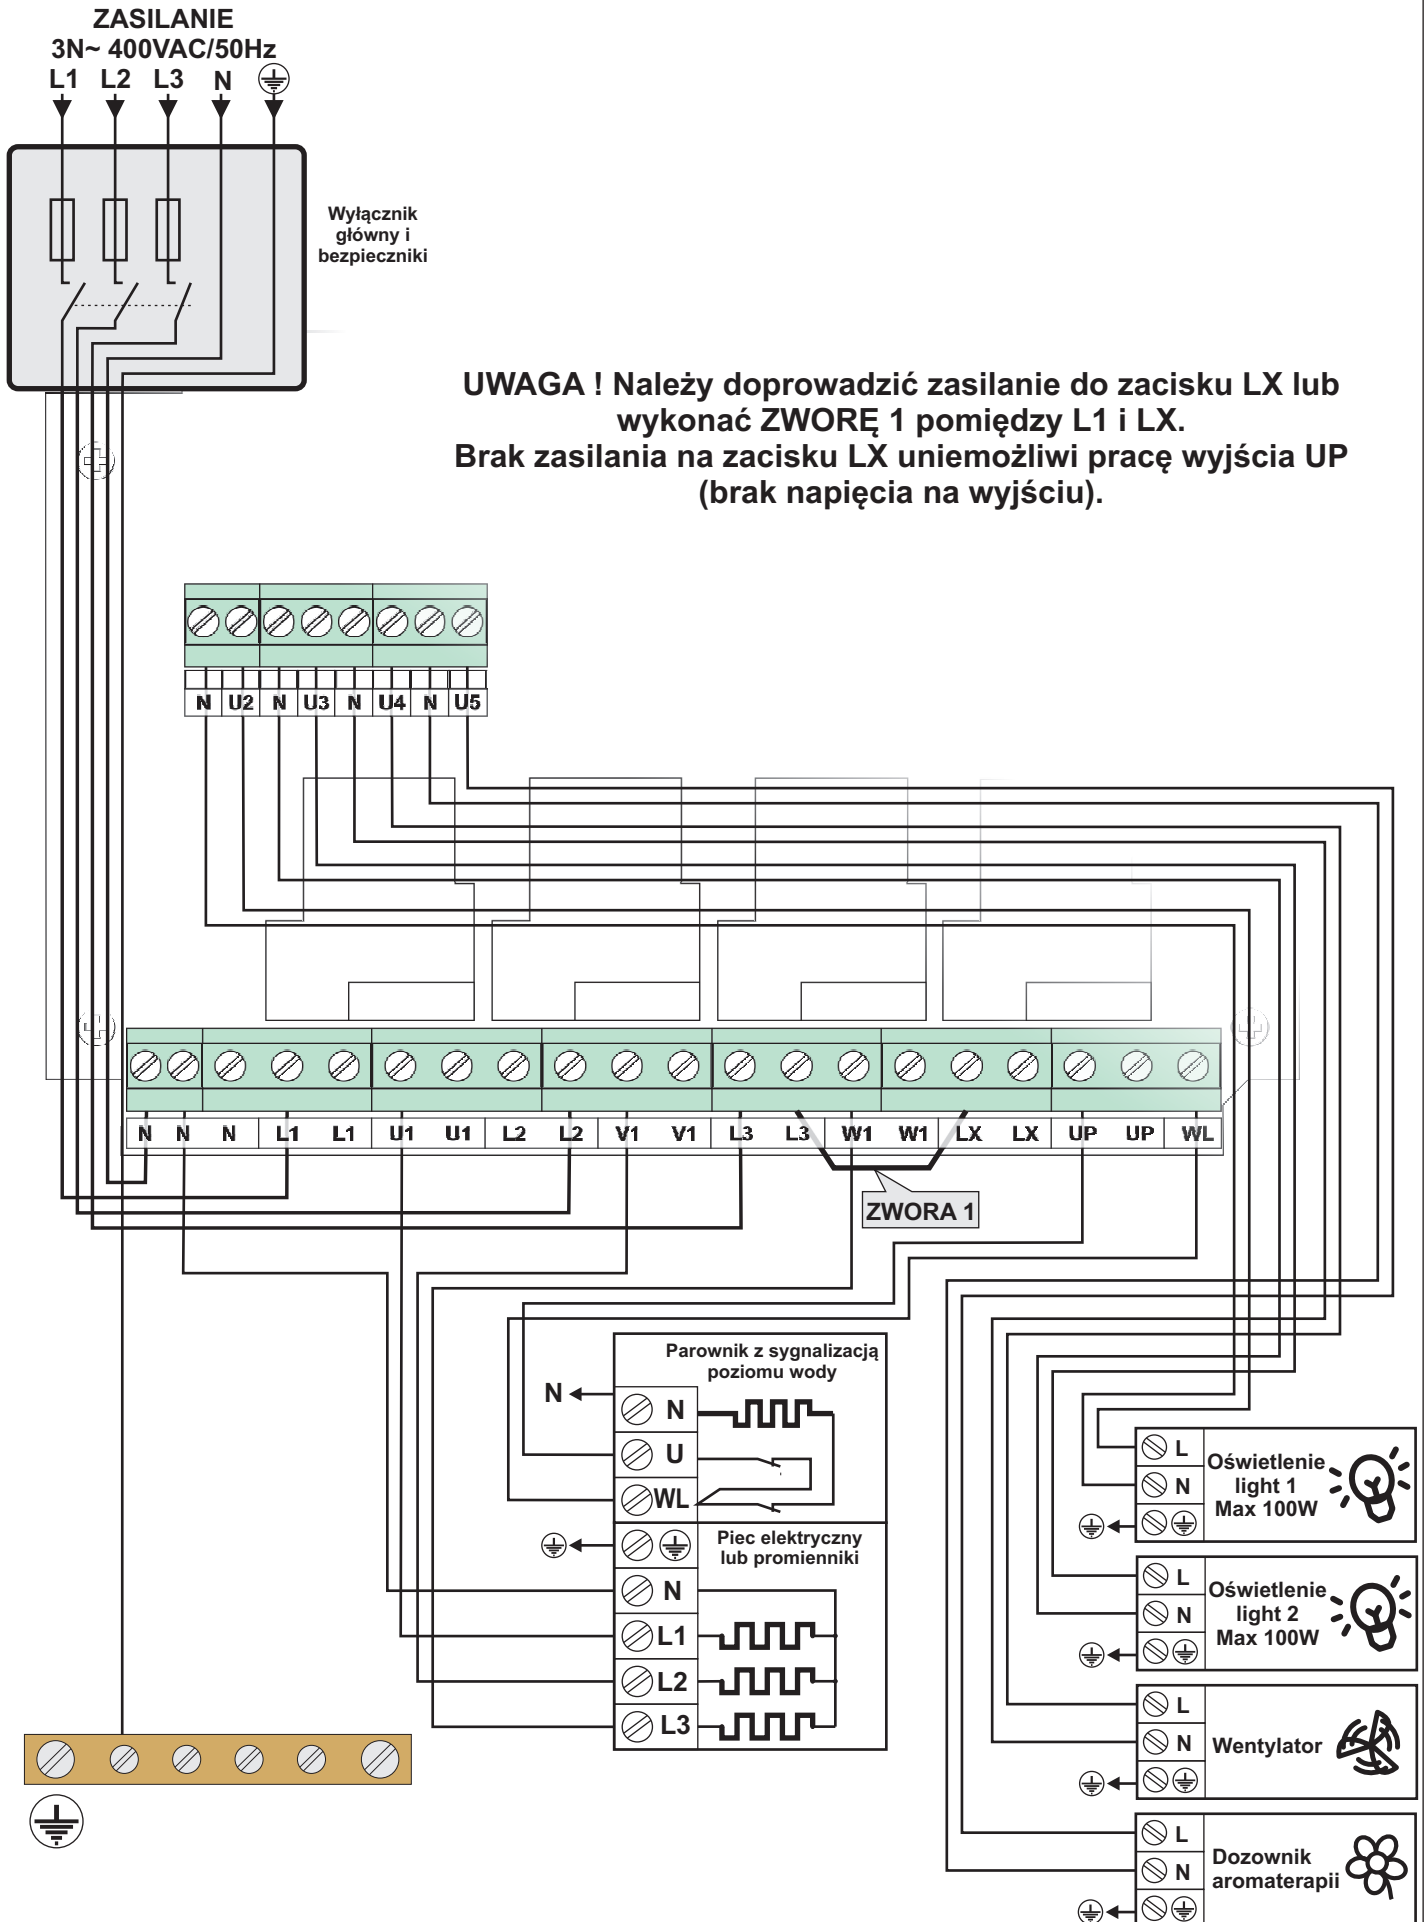 ZASILANIE
3N~ 400VAC/50Hz
L1 L2 L3 N
Wyłącznik
główny i
bezpieczniki
UWAGA ! Należy doprowadzić zasilanie do zacisku LX lub
wykonać ZWORĘ 1 pomiędzy L1 i LX.
Brak zasilania na zacisku LX uniemożliwi pracę wyjścia UP
(brak napięcia na wyjściu).
N U2 N U3 N U4 N U5
N N N L1 L1 U1 U1 L2 L2 V1 V1 L3 L3 W1 W1 LX LX UP UP WL
ZWORA 1
Parownik z sygnalizacją
poziomu wody
N
N
U
WL
Piec elektryczny
lub promienniki
N
L1
L2
L3
L
N
Oświetlenie
light 1
Max 100W
L
N
Oświetlenie
light 2
Max 100W
L
N
Wentylator
L
N
Dozownik
aromaterapii